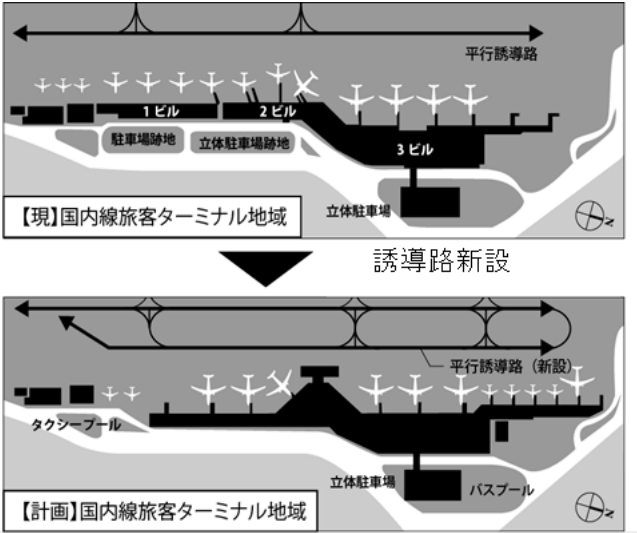 平行誘導路
1ビル
2ビル
駐車場跡地
立体駐車場跡地
3ビル
立体駐車場
【現】国内線旅客ターミナル地域
N
誘導路新設
平行誘導路（新設）
タクシープール
立体駐車場
バスプール
【計画】国内線旅客ターミナル地域
N